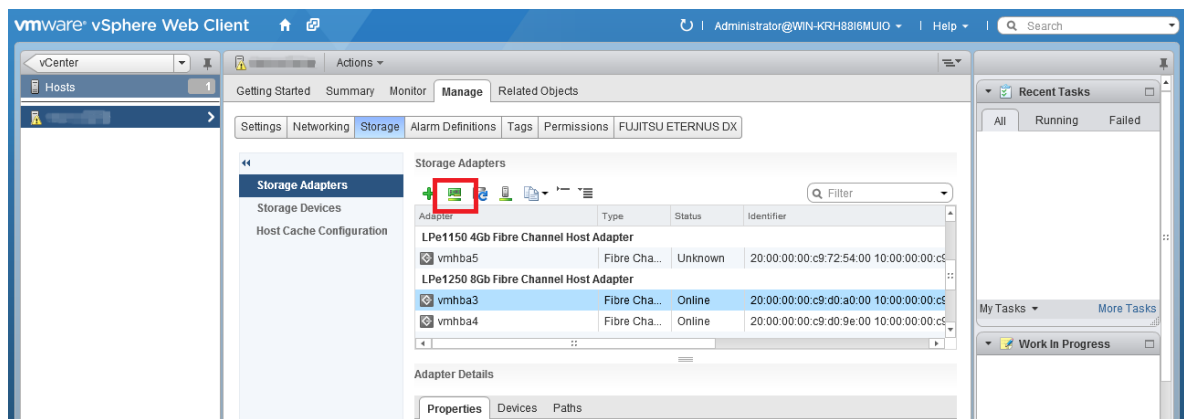 vmware® vSphere Web Client
Administrator@WIN-KRH88I6MUIO
Help
Search
vCenter
Hosts
1
Actions
Getting Started Summary Monitor Manage Related Objects
Settings Networking Storage Alarm Definitions Tags Permissions FUJITSU ETERNUS DX
Storage Adapters
Storage Devices
Host Cache Configuration
Storage Adapters
Filter
Adapter Type Status Identifier
LPe1150 4Gb Fibre Channel Host Adapter
vmhba5 Fibre Cha... Unknown 20:00:00:00:c9:72:54:00 10:00:00:00:c9
LPe1250 8Gb Fibre Channel Host Adapter
vmhba3 Fibre Cha... Online 20:00:00:00:c9:d0:a0:00 10:00:00:00:c9
vmhba4 Fibre Cha... Online 20:00:00:00:c9:d0:9e:00 10:00:00:00:c9
Adapter Details
Properties Devices Paths
Recent Tasks
All Running Failed
My Tasks More Tasks
Work In Progress